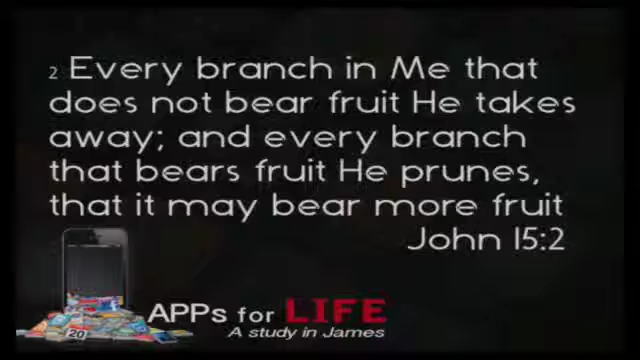 2 Every branch in Me that
does not bear fruit He takes
away; and every branch
that bears fruit He prunes,
that it may bear more fruit
John 15:2
APPs for LIFE
A study in James
20